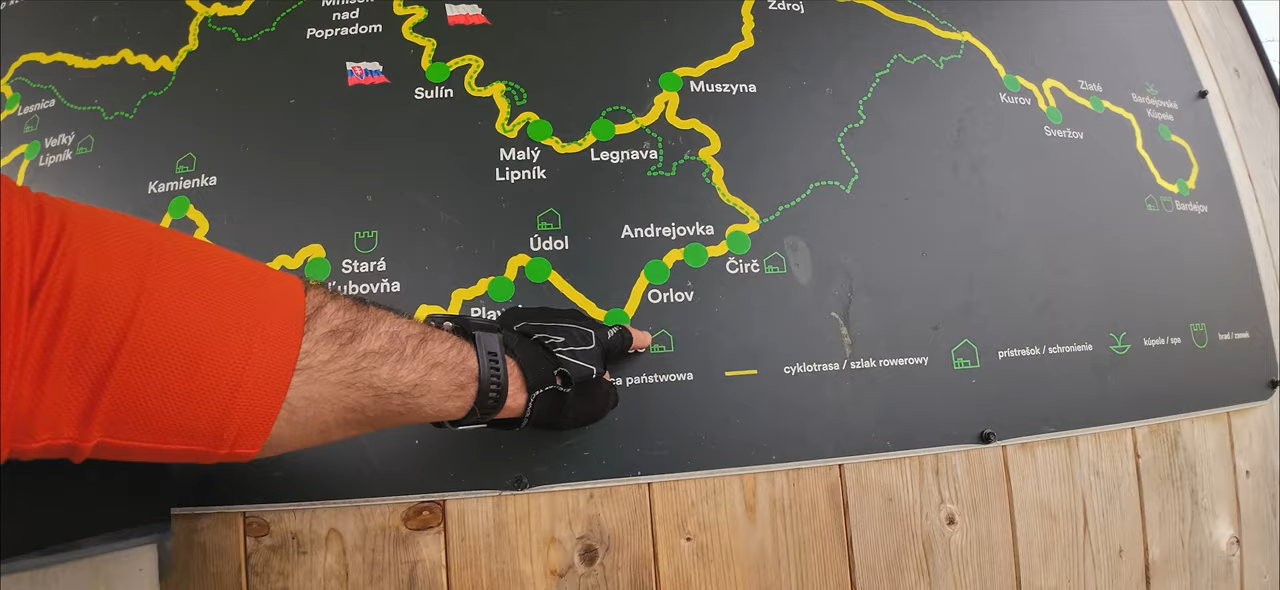 nad
Popradom
Zdroj
Sulín
Muszyna
Lesnica
Kurov
Zlaté
Bardejovské
Kúpele
Sveržov
Veľký
Lipník
Malý
Lipník
Legnava
Kamienka
Bardejov
Údol
Andrejovka
Stará
ľubovňa
Čirč
Orlov
Pla
państwowa
cyklotrasa / szlak rowerowy
prístrešok / schronienie
kúpele / spa
hrad / zamek